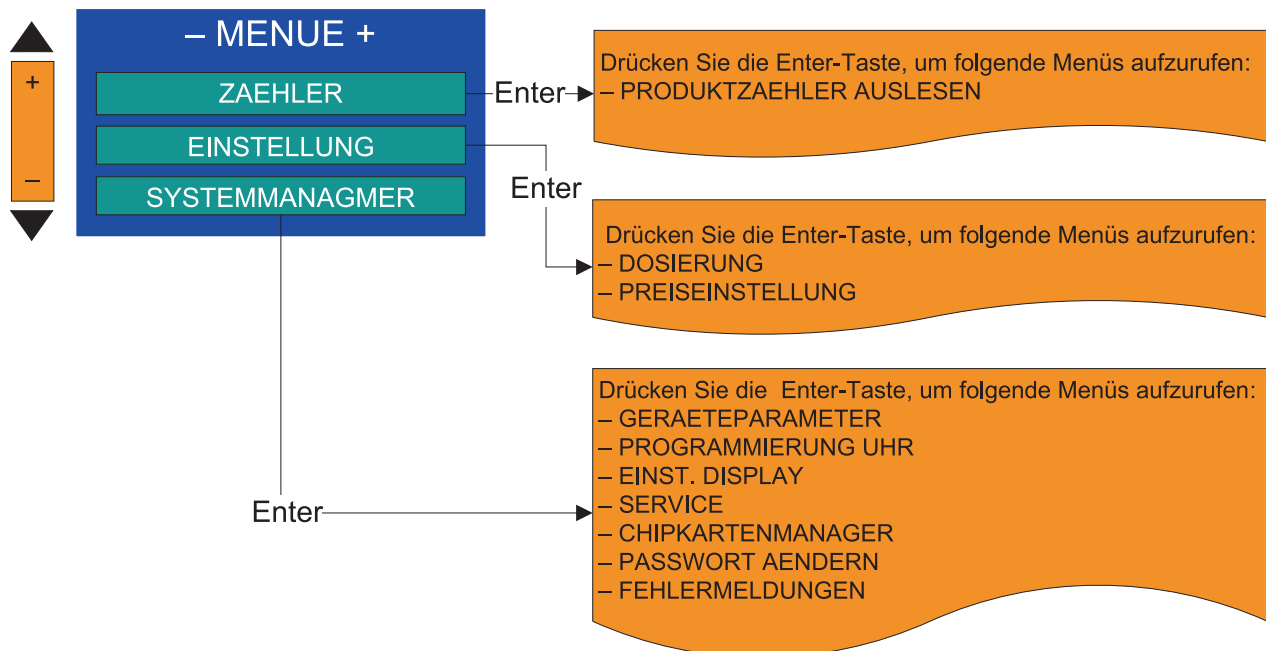 – MENUE +
+
–
ZAEHLER
EINSTELLUNG
SYSTEMMANAGMER
Enter
Drücken Sie die Enter-Taste, um folgende Menüs aufzurufen:
– PRODUKTZAEHLER AUSLESEN
Enter
Drücken Sie die Enter-Taste, um folgende Menüs aufzurufen:
– DOSIERUNG
– PREISEINSTELLUNG
Enter
Drücken Sie die Enter-Taste, um folgende Menüs aufzurufen:
– GERAETEPARAMETER
– PROGRAMMIERUNG UHR
– EINST. DISPLAY
– SERVICE
– CHIPKARTENMANAGER
– PASSWORT AENDERN
– FEHLERMELDUNGEN